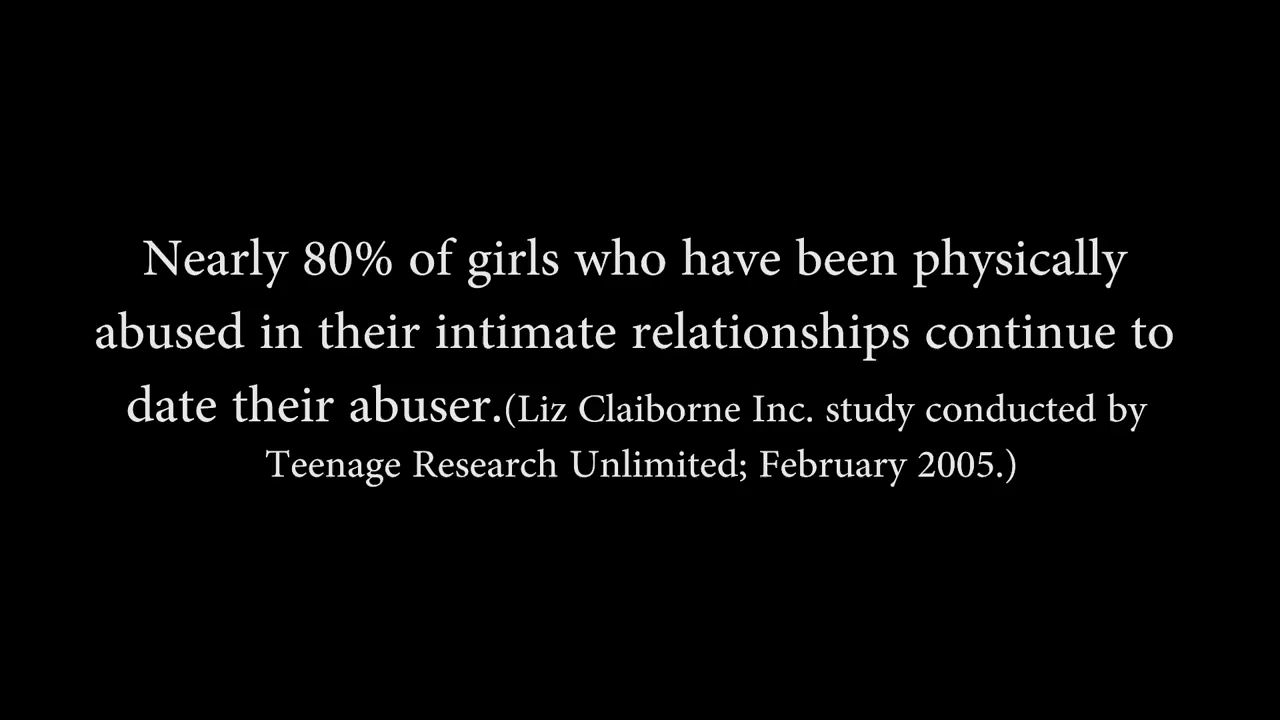 Nearly 80% of girls who have been physically
abused in their intimate relationships continue to
date their abuser.(Liz Claiborne Inc. study conducted by
Teenage Research Unlimited; February 2005.)